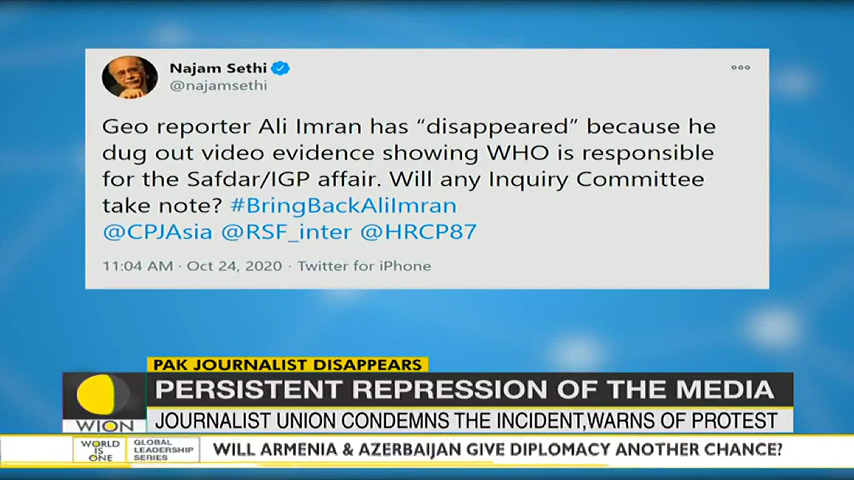 Najam Sethi
@najamsethi
Geo reporter Ali Imran has “disappeared” because he
dug out video evidence showing WHO is responsible
for the Safdar/IGP affair. Will any Inquiry Committee
take note? #BringBackAliImran
@CPJAsia @RSF_inter @HRCP87
11:04 AM · Oct 24, 2020 · Twitter for iPhone
PAK JOURNALIST DISAPPEARS
PERSISTENT REPRESSION OF THE MEDIA
JOURNALIST UNION CONDEMNS THE INCIDENT,WARNS OF PROTEST
WION
WORLD
IS
ONE
GLOBAL
LEADERSHIP
SERIES
WILL ARMENIA & AZERBAIJAN GIVE DIPLOMACY ANOTHER CHANCE?